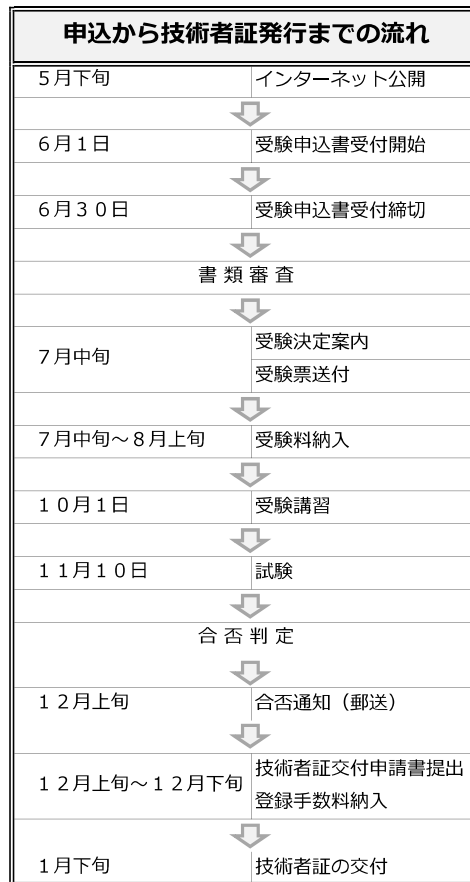 申込から技術者証発行までの流れ
５月下旬 インターネット公開
６月１日 受験申込書受付開始
６月３０日 受験申込書受付締切
書 類 審 査
７月中旬 受験決定案内
受験票送付
７月中旬～８月上旬 受験料納入
１０月１日 受験講習
１１月１０日 試験
合 否 判 定
１２月上旬 合否通知（郵送）
１２月上旬～１２月下旬 技術者証交付申請書提出
登録手数料納入
１月下旬 技術者証の交付